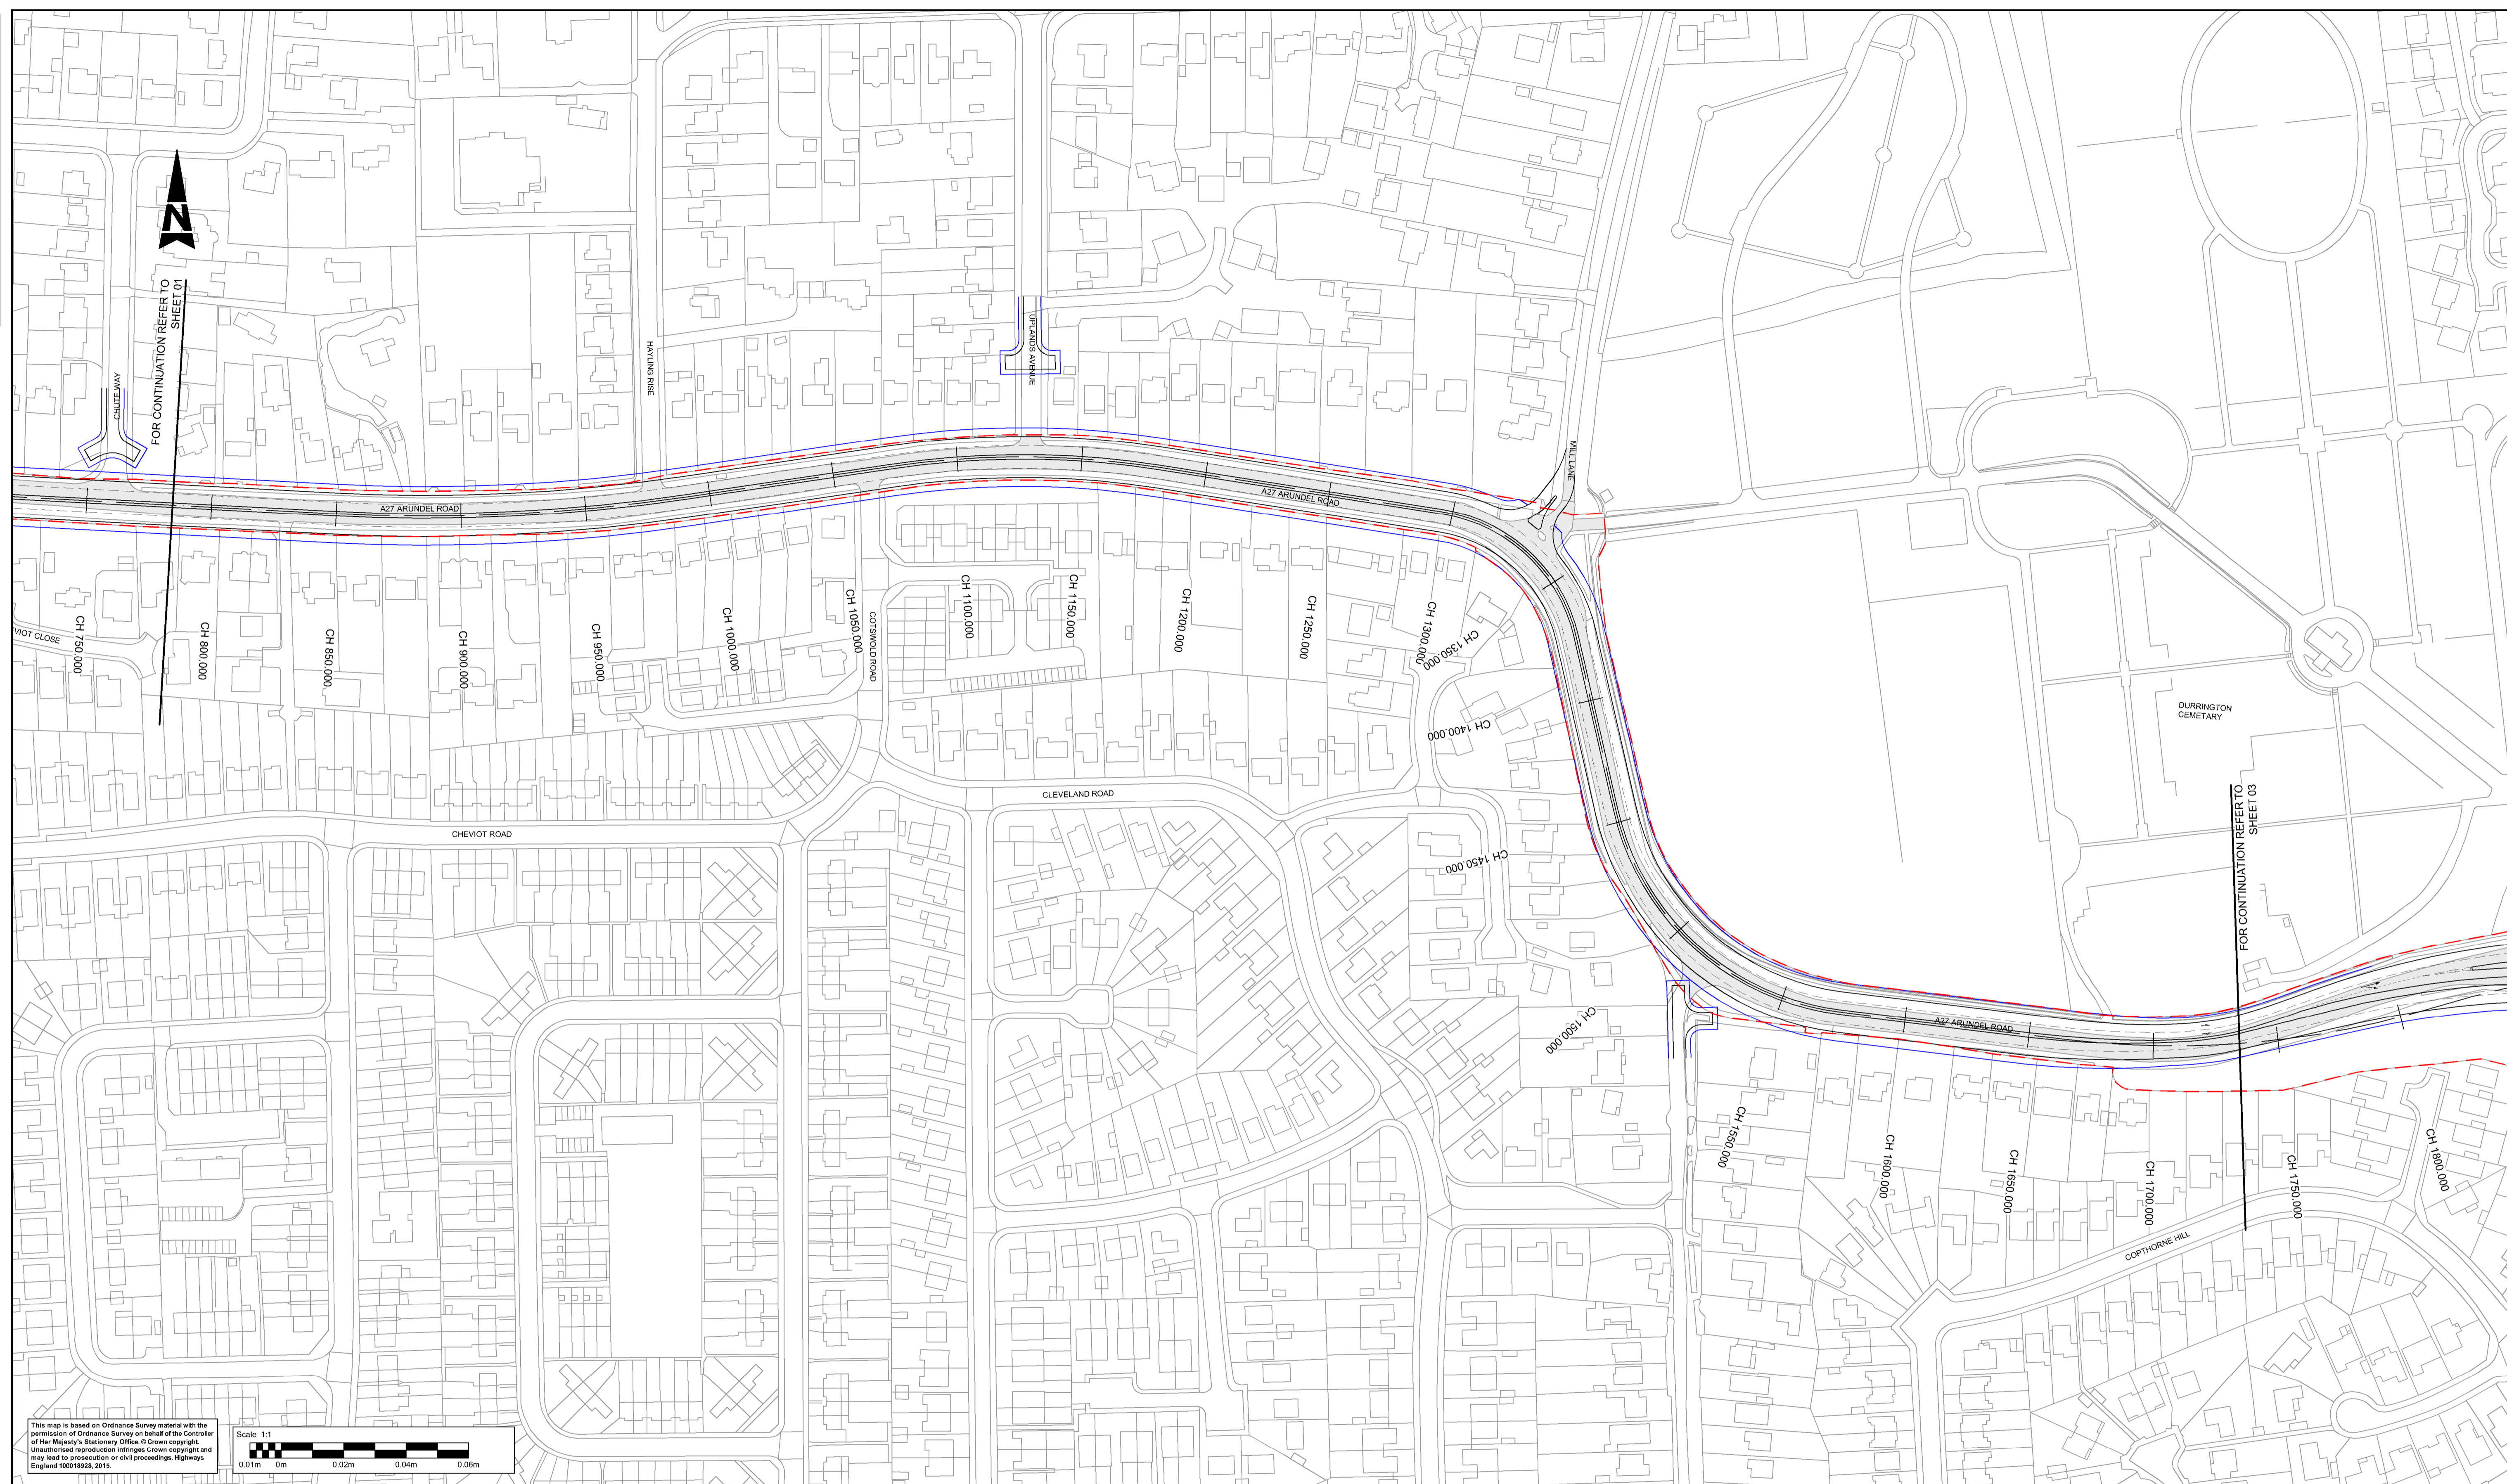 N
FOR CONTINUATION REFER TO
SHEET 01
CHUTE WAY
HAYLING RISE
UPLANDS AVENUE
MILL LANE
A27 ARUNDEL ROAD
A27 ARUNDEL ROAD
VIOT CLOSE
CH 750.000
CH 800.000
CH 850.000
CH 900.000
CH 950.000
CH 1000.000
CH 1050.000
COTSWOLD ROAD
CH 1100.000
CH 1150.000
CH 1200.000
CH 1250.000
CH 1300.000
CH 1350.000
CH 1400.000
CH 1450.000
CH 1500.000
DURRINGTON
CEMETARY
CLEVELAND ROAD
CHEVIOT ROAD
FOR CONTINUATION REFER TO
SHEET 03
A27 ARUNDEL ROAD
CH 1550.000
CH 1600.000
CH 1650.000
CH 1700.000
CH 1750.000
CH 1800.000
COPTHORNE HILL
This map is based on Ordnance Survey material with the
permission of Ordnance Survey on behalf of the Controller
of Her Majesty's Stationery Office. © Crown copyright.
Unauthorised reproduction infringes Crown copyright and
may lead to prosecution or civil proceedings. Highways
England 100018928, 2015.
Scale 1:1
0.01m 0m 0.02m 0.04m 0.06m